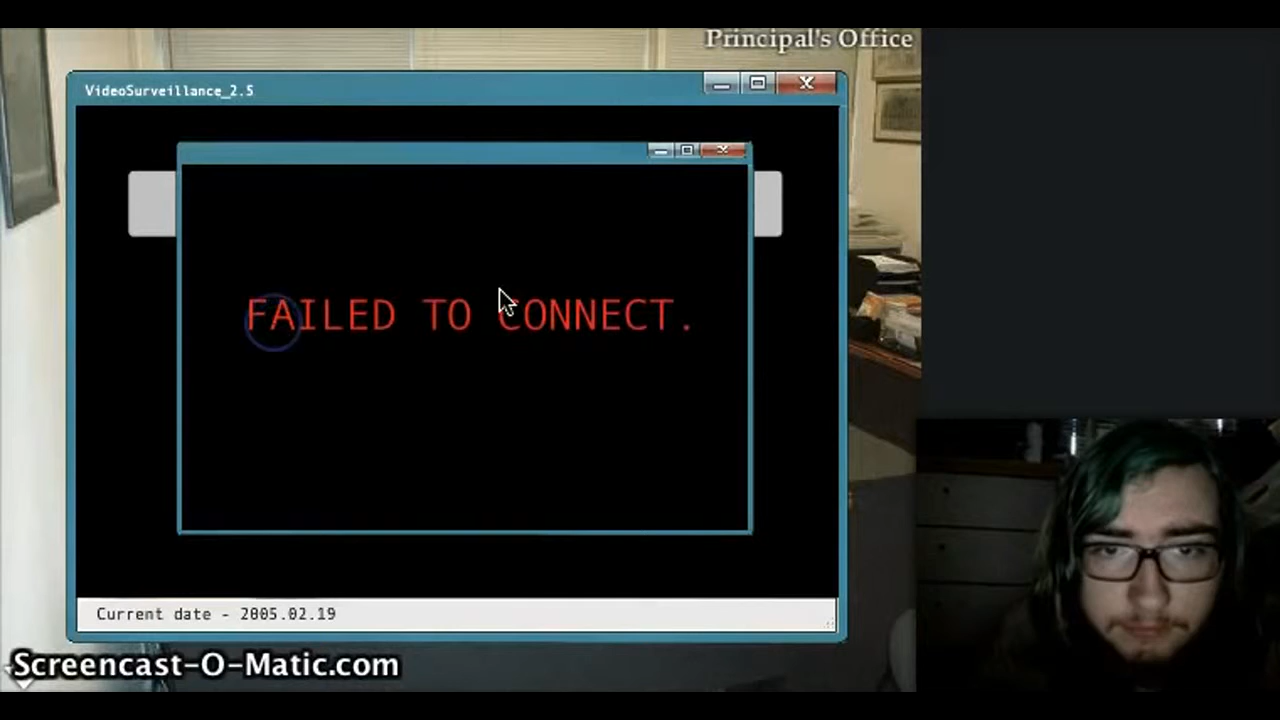 Principal's Office
VideoSurveillance_2.5
FAILED TO CONNECT.
Current date - 2005.02.19
Screencast-O-Matic.com